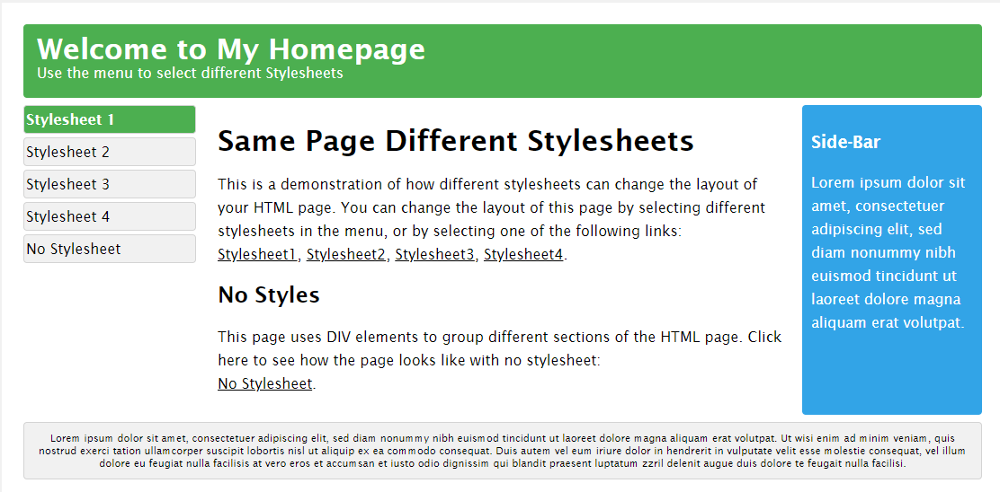 Welcome to My Homepage
Use the menu to select different Stylesheets
Stylesheet 1
Stylesheet 2
Stylesheet 3
Stylesheet 4
No Stylesheet
Same Page Different Stylesheets
This is a demonstration of how different stylesheets can change the layout of
your HTML page. You can change the layout of this page by selecting different
stylesheets in the menu, or by selecting one of the following links:
Stylesheet1, Stylesheet2, Stylesheet3, Stylesheet4.
No Styles
This page uses DIV elements to group different sections of the HTML page. Click
here to see how the page looks like with no stylesheet:
No Stylesheet.
Side-Bar
Lorem ipsum dolor sit
amet, consectetuer
adipiscing elit, sed
diam nonummy nibh
euismod tincidunt ut
laoreet dolore magna
aliquam erat volutpat.
Lorem ipsum dolor sit amet, consectetuer adipiscing elit, sed diam nonummy nibh euismod tincidunt ut laoreet dolore magna aliquam erat volutpat. Ut wisi enim ad minim veniam, quis
nostrud exerci tation ullamcorper suscipit lobortis nisl ut aliquip ex ea commodo consequat. Duis autem vel eum iriure dolor in hendrerit in vulputate velit esse molestie consequat, vel illum
dolore eu feugiat nulla facilisis at vero eros et accumsan et iusto odio dignissim qui blandit praesent luptatum zzril delenit augue duis dolore te feugait nulla facilisi.